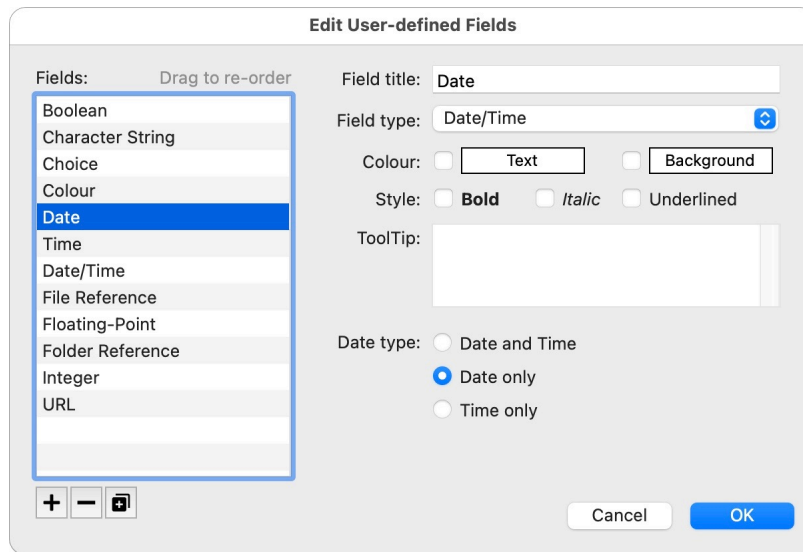 Edit User-defined Fields
Fields: Drag to re-order
Boolean
Character String
Choice
Colour
Date
Time
Date/Time
File Reference
Floating-Point
Folder Reference
Integer
URL
Field title: Date
Field type: Date/Time
Colour: Text Background
Style: Bold Italic Underlined
ToolTip:
Date type: Date and Time
Date only
Time only
Cancel OK